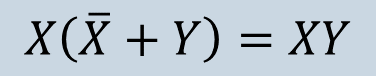 X(X̅ + Y) = XY